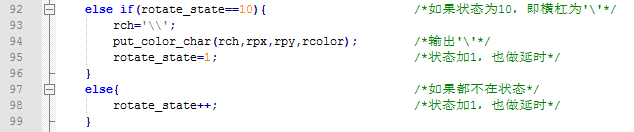 92 else if(rotate_state==10){ /*如果状态为10，即横杠为'\'*/
93 rch='\\';
94 put_color_char(rch,rpx,rpy,rcolor); /*输出'\'*/
95 rotate_state=1; /*状态加1，也做延时*/
96 }
97 else{ /*如果都不在状态*/
98 rotate_state++; /*状态加1，也做延时*/
99 }